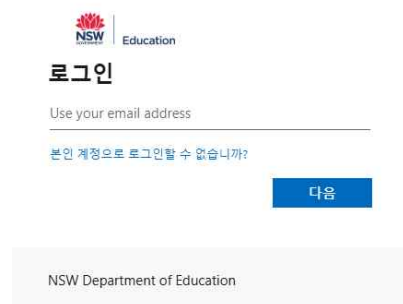 NSW
GOVERNMENT
Education
로그인
Use your email address
본인 계정으로 로그인할 수 없습니까?
다음
NSW Department of Education